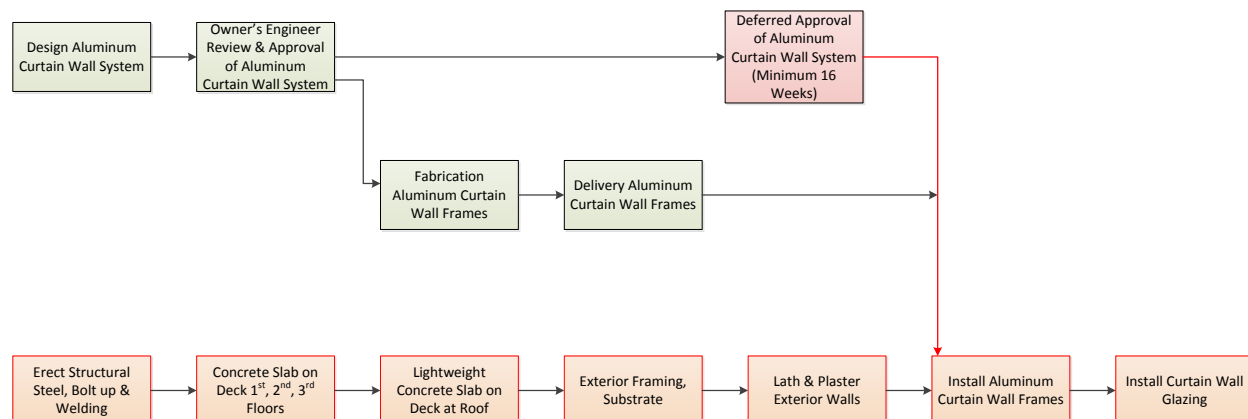 Design Aluminum
Curtain Wall System
Owner's Engineer
Review & Approval
of Aluminum
Curtain Wall System
Deferred Approval
of Aluminum
Curtain Wall System
(Minimum 16
Weeks)
Fabrication
Aluminum Curtain
Wall Frames
Delivery Aluminum
Curtain Wall Frames
Erect Structural
Steel, Bolt up &
Welding
Concrete Slab on
Deck 1st, 2nd, 3rd
Floors
Lightweight
Concrete Slab on
Deck at Roof
Exterior Framing,
Substrate
Lath & Plaster
Exterior Walls
Install Aluminum
Curtain Wall Frames
Install Curtain Wall
Glazing